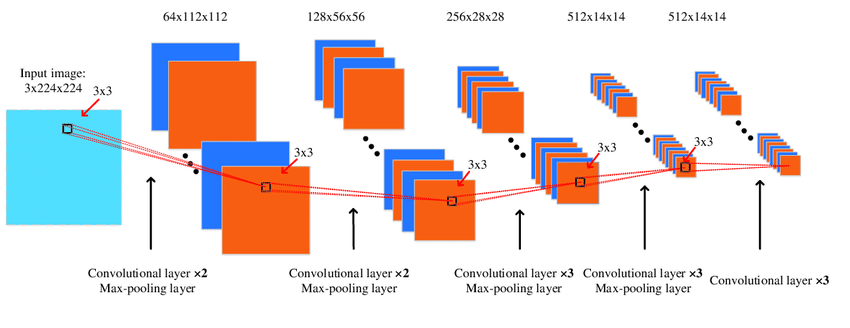 64x112x112
128x56x56
256x28x28
512x14x14
512x14x14
Input image:
3x224x224
3x3
3x3
3x3
3x3
3x3
Convolutional layer ×2
Max-pooling layer
Convolutional layer ×2
Max-pooling layer
Convolutional layer ×3
Max-pooling layer
Convolutional layer ×3
Max-pooling layer
Convolutional layer ×3